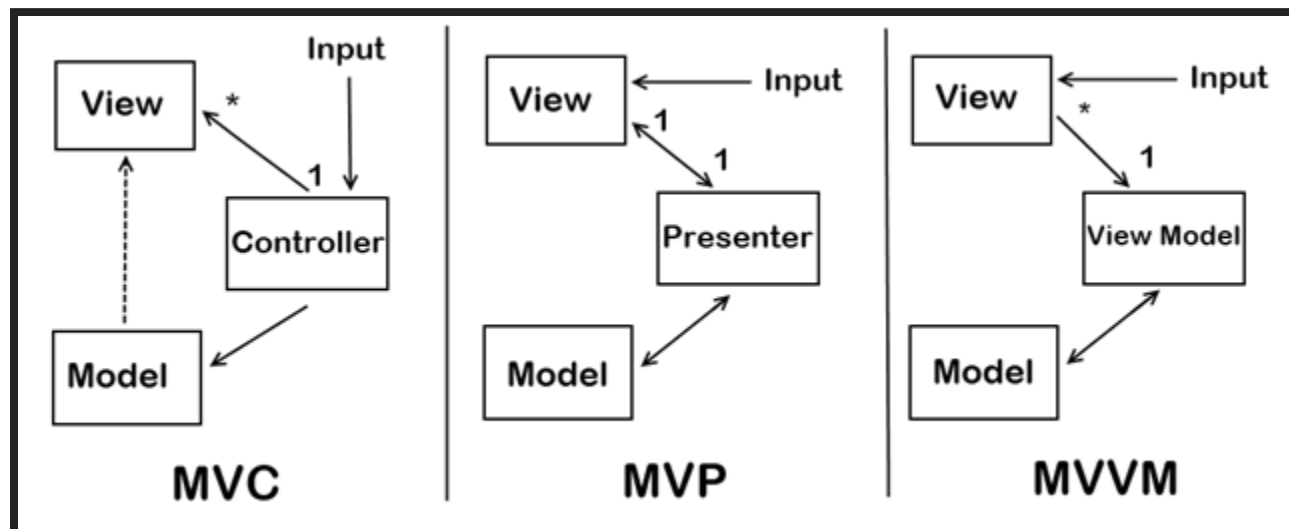 Input
View
*
1
Controller
Model
MVC
View
Input
1
1
Presenter
Model
MVP
View
Input
*
1
View Model
Model
MVVM